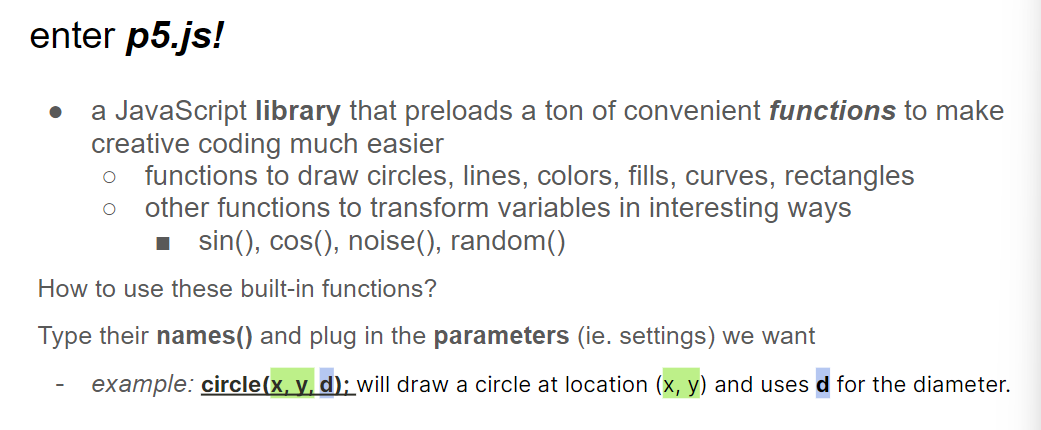 enter p5.js!
● a JavaScript library that preloads a ton of convenient functions to make
creative coding much easier
○ functions to draw circles, lines, colors, fills, curves, rectangles
○ other functions to transform variables in interesting ways
■ sin(), cos(), noise(), random()
How to use these built-in functions?
Type their names() and plug in the parameters (ie. settings) we want
- example: circle(x, y, d); will draw a circle at location (x, y) and uses d for the diameter.